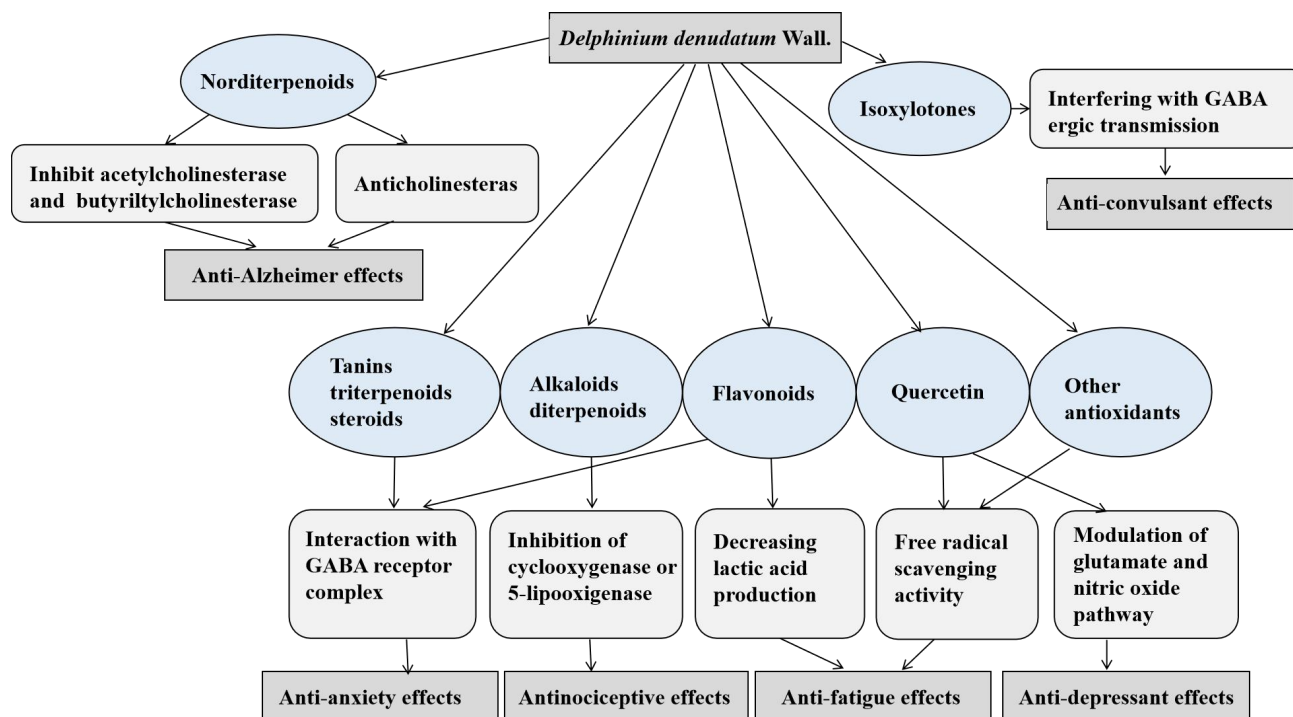 Delphinium denudatum Wall.
Norditerpenoids
Isoxylotones
Interfering with GABA
ergic transmission
Inhibit acetylcholinesterase
and butyriltylcholinesterase
Anticholinesteras
Anti-convulsant effects
Anti-Alzheimer effects
Tanins
triterpenoids
steroids
Alkaloids
diterpenoids
Flavonoids
Quercetin
Other
antioxidants
Interaction with
GABA receptor
complex
Inhibition of
cyclooxygenase or
5-lipooxigenase
Decreasing
lactic acid
production
Free radical
scavenging
activity
Modulation of
glutamate and
nitric oxide
pathway
Anti-anxiety effects
Antinociceptive effects
Anti-fatigue effects
Anti-depressant effects